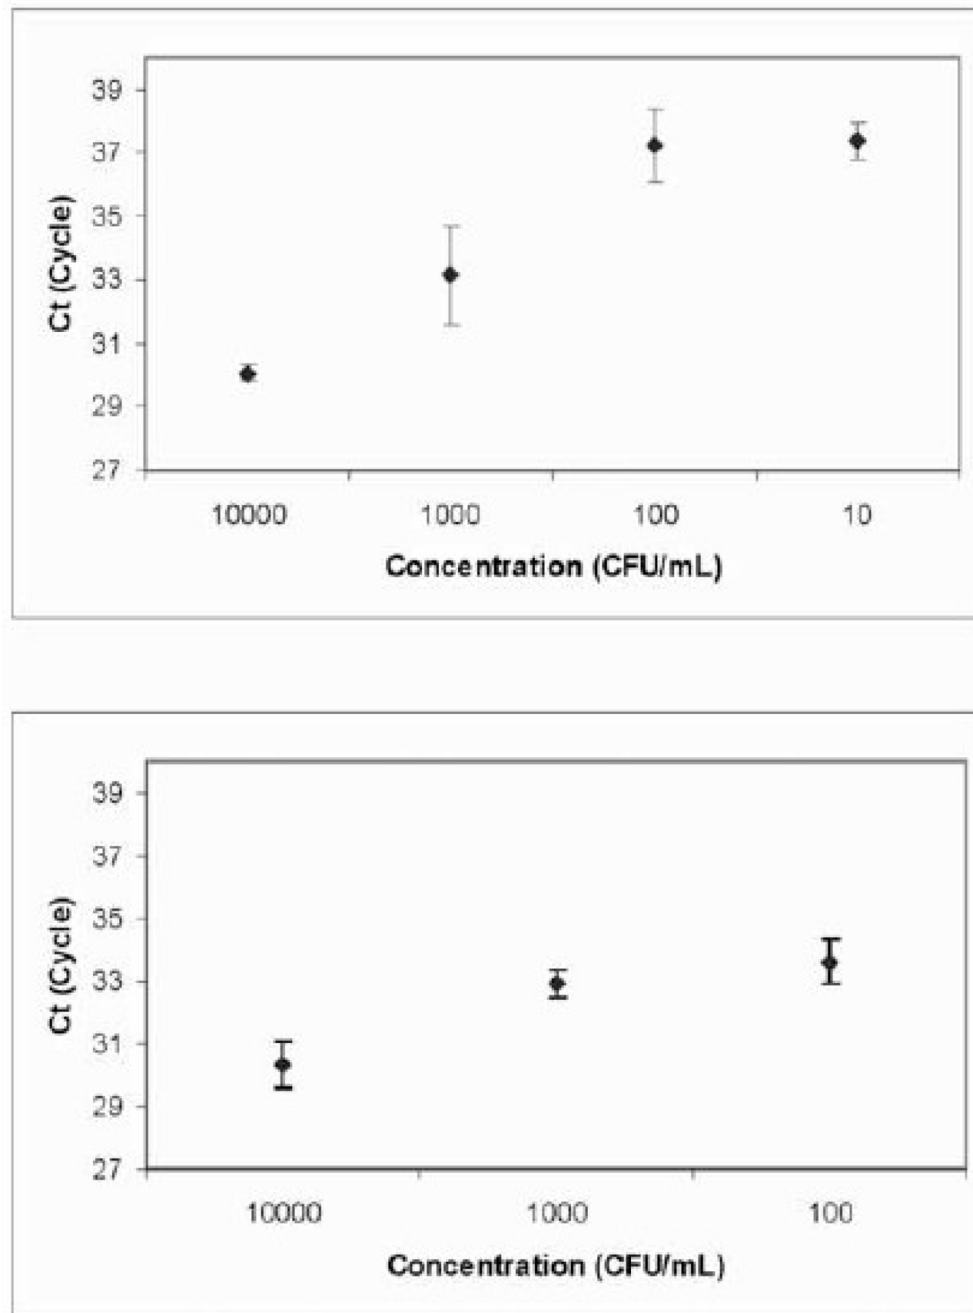 39
37
35
33
31
29
27
Ct (Cycle)
10000 1000 100 10
Concentration (CFU/mL)
39
37
35
33
31
29
27
Ct (Cycle)
10000 1000 100
Concentration (CFU/mL)